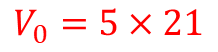 V₀ = 5 × 21